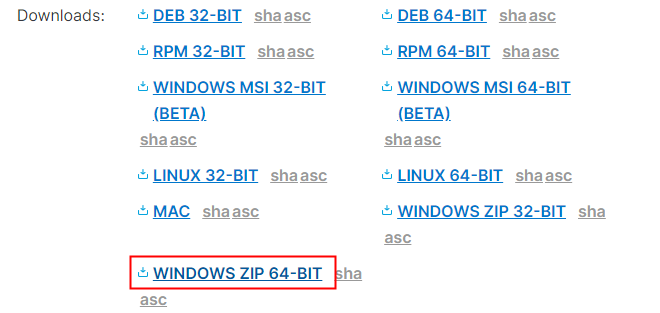 Downloads: DEB 32-BIT sha asc DEB 64-BIT sha asc
RPM 32-BIT sha asc RPM 64-BIT sha asc
WINDOWS MSI 32-BIT WINDOWS MSI 64-BIT
(BETA) (BETA)
sha asc sha asc
LINUX 32-BIT sha asc LINUX 64-BIT sha asc
MAC sha asc WINDOWS ZIP 32-BIT sha
asc
WINDOWS ZIP 64-BIT sha
asc